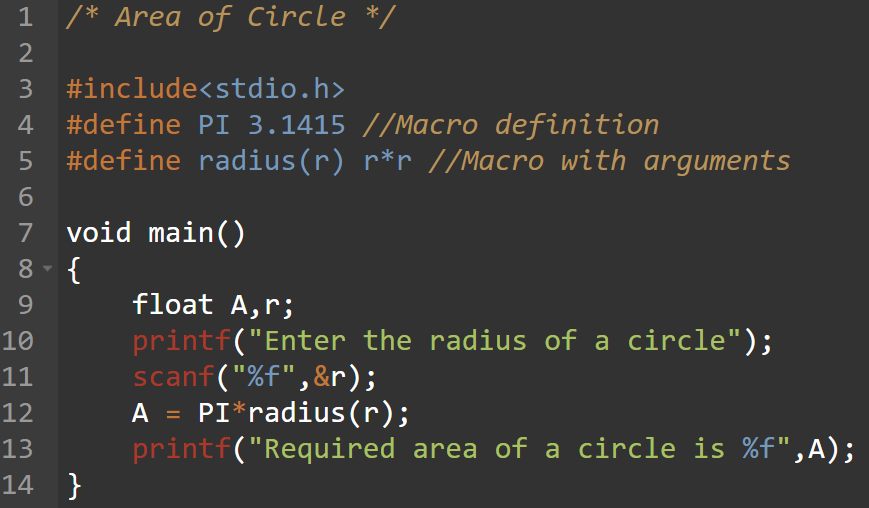 1 /* Area of Circle */
2
3 #include<stdio.h>
4 #define PI 3.1415 //Macro definition
5 #define radius(r) r*r //Macro with arguments
6
7 void main()
8 {
9     float A,r;
10     printf("Enter the radius of a circle");
11     scanf("%f",&r);
12     A = PI*radius(r);
13     printf("Required area of a circle is %f",A);
14 }